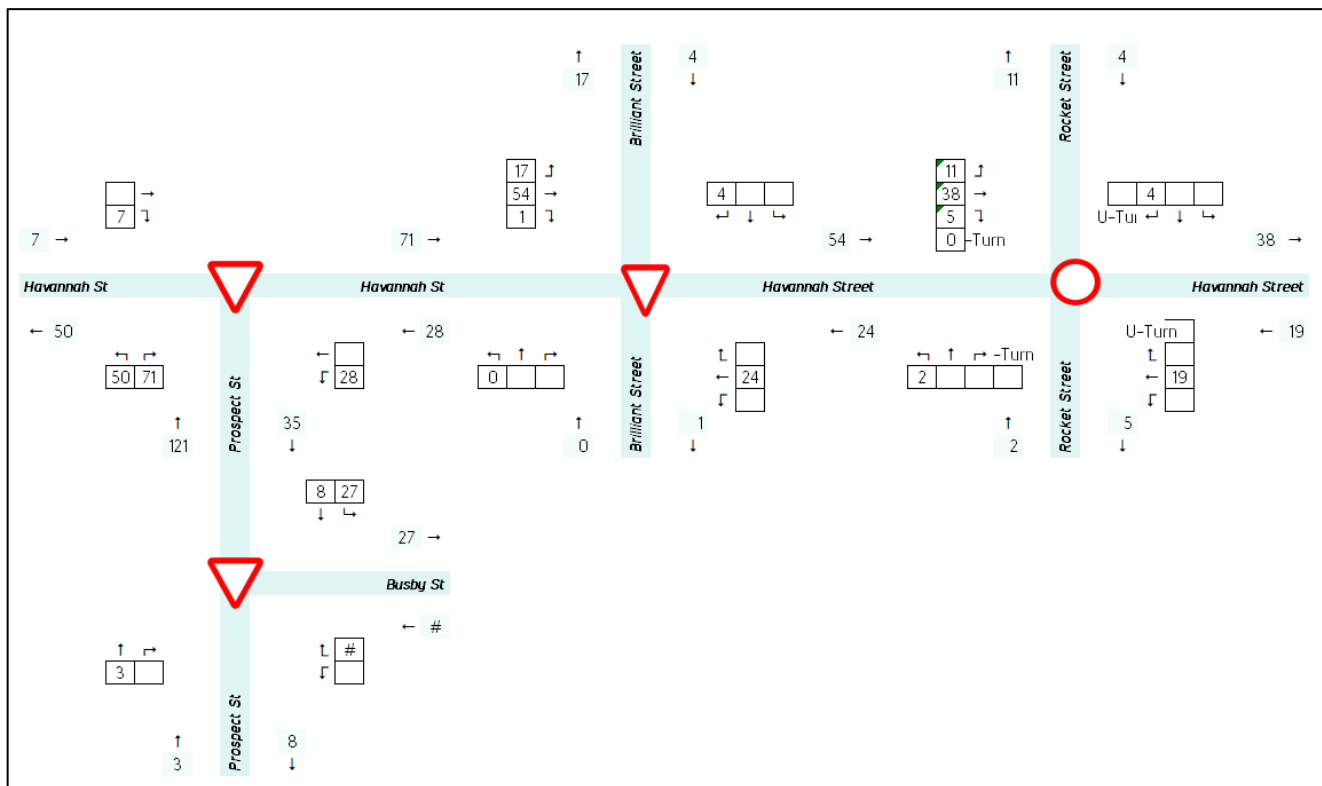 ↑ 4 ↑ 4
17 ↓ 11 ↓
Brilliant Street
Rocket Street
17 ↵
54 →
1 ↴
11
38 →
5
0 -Turn
→
7
4
↵ ↓ ↳
4
U-Tur ↵ ↓ ↳
7 → 71 → 54 → 38 →
Havannah St Havannah St Havannah Street Havannah Street
← 50 ← 28 ← 24 ← 19
50 71
←
28
0
← 24
-Turn
2
U-Turn
← 19
↑ 35 ↑ 1 ↑ 5
121 ↓ 0 ↓ 2 ↓
Prospect St
Brilliant Street
Rocket Street
8 27
↓ ↳
27 →
Busby St
← #
↑
3
#
Prospect St
↑ 8
3 ↓